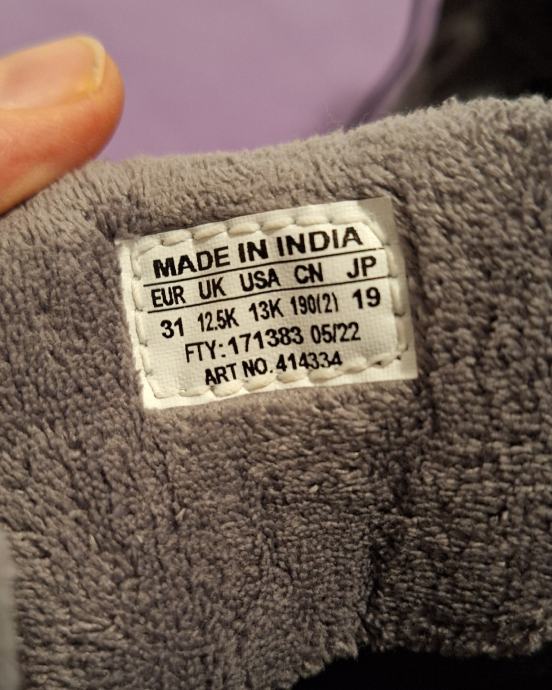 MADE IN INDIA
EUR UK USA CN JP
31 12.5K 13K 190(2) 19
FTY: 171383 05/22
ART NO. 414334